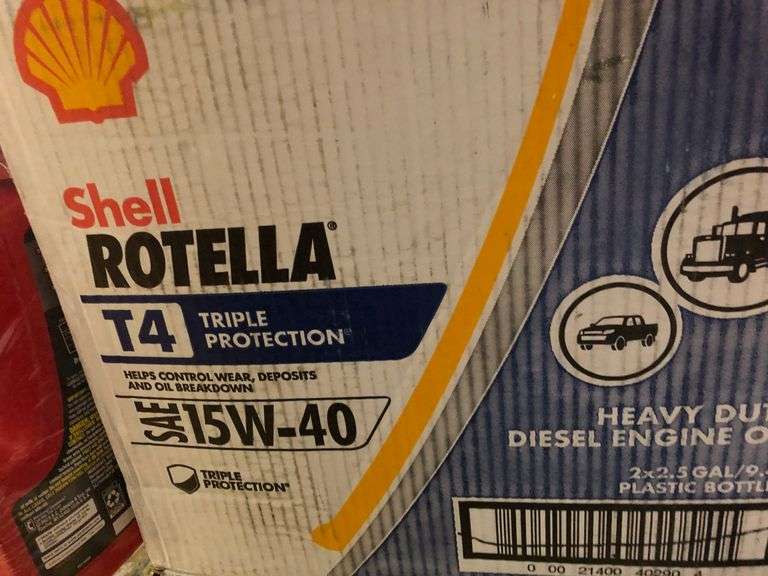 Shell
ROTELLA®
T4 TRIPLE
PROTECTION®
HELPS CONTROL WEAR, DEPOSITS
AND OIL BREAKDOWN
SAE 15W-40
TRIPLE
PROTECTION®
HEAVY DUT
DIESEL ENGINE O
2x2.5 GAL/9.
PLASTIC BOTTL
0 00 21400 40290 4